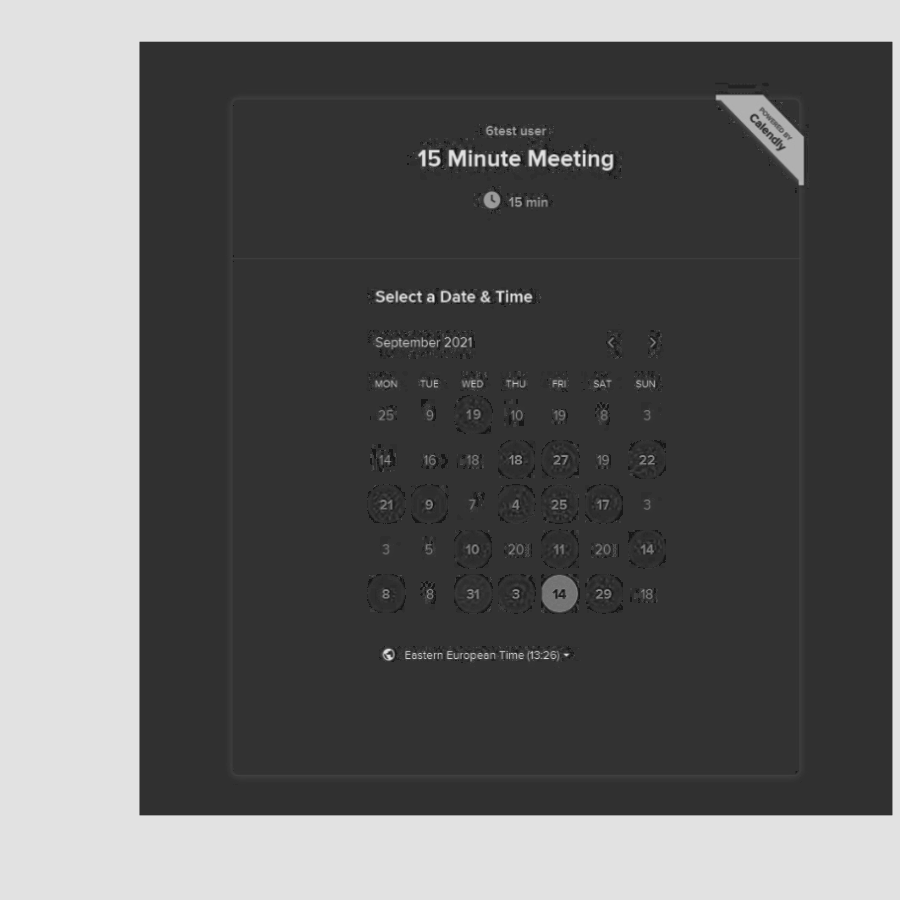 POWERED BY
Calendly
6test user
15 Minute Meeting
15 min
Select a Date & Time
September 2021
MON TUE WED THU FRI SAT SUN
25 9 19 10 19 8 3
14 16 18 18 27 19 22
21 9 7 4 25 17 3
3 5 10 20 11 20 14
8 8 31 3 14 29 18
Eastern European Time (13:26)